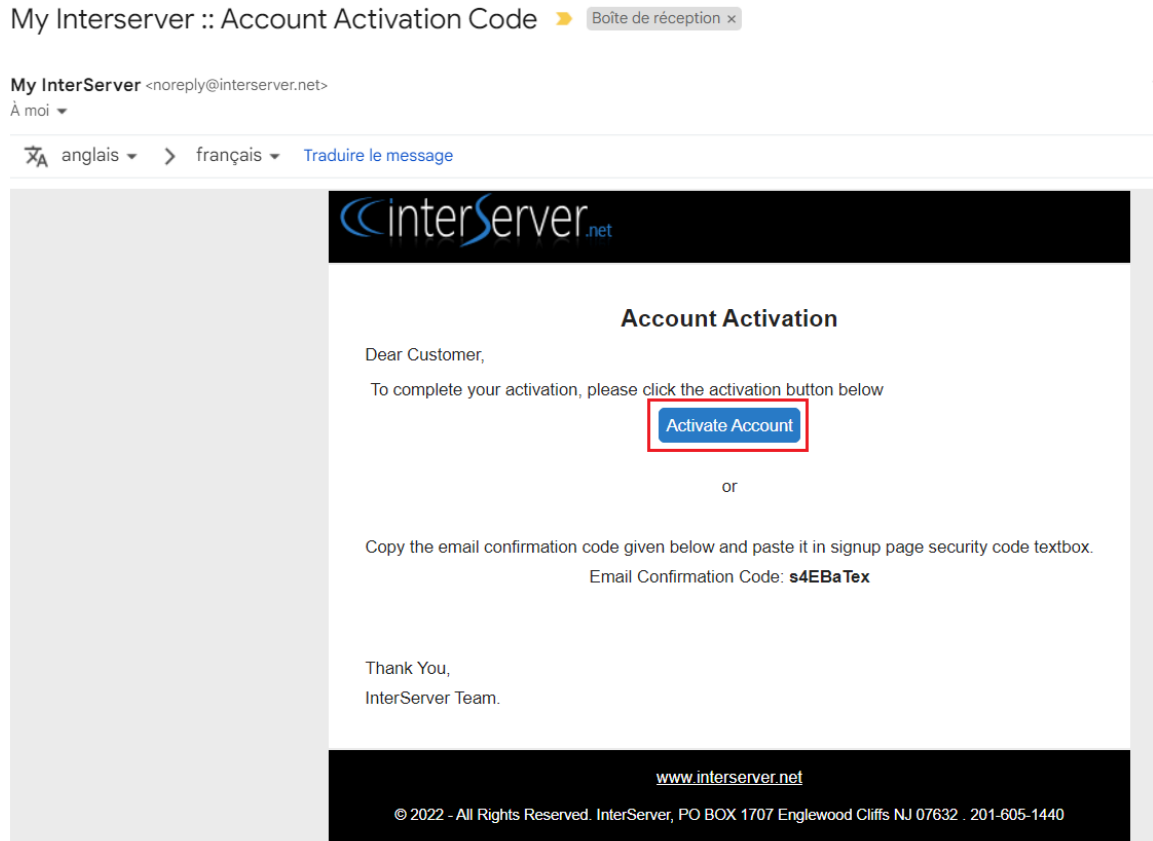 My Interserver :: Account Activation Code Boîte de réception ×
My InterServer <noreply@interserver.net>
À moi
anglais > français Traduire le message
interServer.net
Account Activation
Dear Customer,
To complete your activation, please click the activation button below
Activate Account
or
Copy the email confirmation code given below and paste it in signup page security code textbox.
Email Confirmation Code: s4EBaTex
Thank You,
InterServer Team.
www.interserver.net
© 2022 - All Rights Reserved. InterServer, PO BOX 1707 Englewood Cliffs NJ 07632 . 201-605-1440